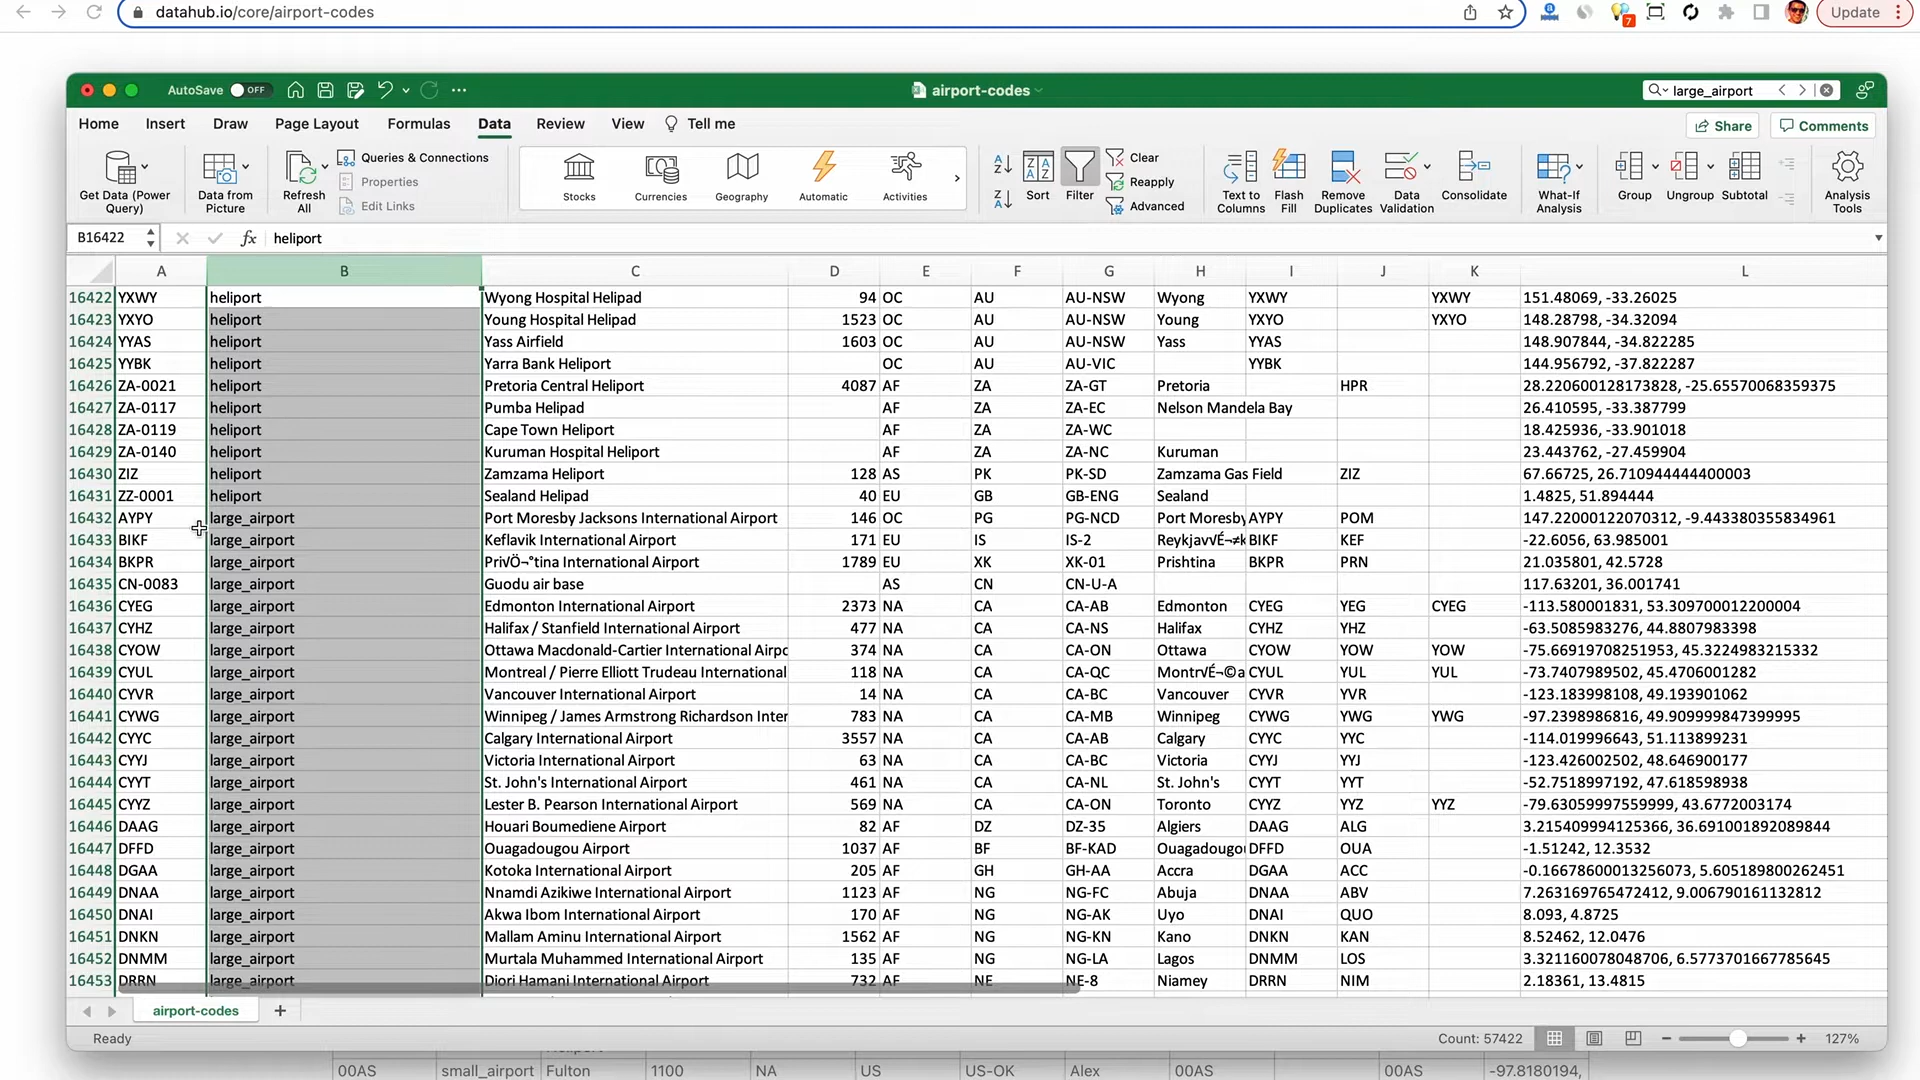 datahub.io/core/airport-codes
7
Update
AutoSave OFF
airport-codes
large_airport
Home Insert Draw Page Layout Formulas Data Review View Tell me
Share Comments
Get Data (Power Query)
Data from Picture
Refresh All
Queries & Connections
Properties
Edit Links
Stocks Currencies Geography Automatic Activities
Sort Filter
Clear
Reapply
Advanced
Text to Columns
Flash Fill
Remove Duplicates
Data Validation
Consolidate
What-If Analysis
Group Ungroup Subtotal
Analysis Tools
B16422 fx heliport
A B C D E F G H I J K L
16422 YXWY heliport Wyong Hospital Helipad 94 OC AU AU-NSW Wyong YXWY YXWY 151.48069, -33.26025
16423 YXYO heliport Young Hospital Helipad 1523 OC AU AU-NSW Young YXYO YXYO 148.28798, -34.32094
16424 YYAS heliport Yass Airfield 1603 OC AU AU-NSW Yass YYAS 148.907844, -34.822285
16425 YYBK heliport Yarra Bank Heliport OC AU AU-VIC YYBK 144.956792, -37.822287
16426 ZA-0021 heliport Pretoria Central Heliport 4087 AF ZA ZA-GT Pretoria HPR 28.220600128173828, -25.65570068359375
16427 ZA-0117 heliport Pumba Helipad AF ZA ZA-EC Nelson Mandela Bay 26.410595, -33.387799
16428 ZA-0119 heliport Cape Town Heliport AF ZA ZA-WC 18.425936, -33.901018
16429 ZA-0140 heliport Kuruman Hospital Heliport AF ZA ZA-NC Kuruman 23.443762, -27.459904
16430 ZIZ heliport Zamzama Heliport 128 AS PK PK-SD Zamzama Gas Field ZIZ 67.66725, 26.710944444400003
16431 ZZ-0001 heliport Sealand Helipad 40 EU GB GB-ENG Sealand 1.4825, 51.894444
16432 AYPY large_airport Port Moresby Jacksons International Airport 146 OC PG PG-NCD Port Moresby AYPY POM 147.22000122070312, -9.443380355834961
16433 BIKF large_airport Keflavik International Airport 171 EU IS IS-2 Reykjav√É¬≠k BIKF KEF -22.6056, 63.985001
16434 BKPR large_airport Pri√Ö¬°tina International Airport 1789 EU XK XK-01 Prishtina BKPR PRN 21.035801, 42.5728
16435 CN-0083 large_airport Guodu air base AS CN CN-U-A 117.63201, 36.001741
16436 CYEG large_airport Edmonton International Airport 2373 NA CA CA-AB Edmonton CYEG YEG CYEG -113.580001831, 53.309700012200004
16437 CYHZ large_airport Halifax / Stanfield International Airport 477 NA CA CA-NS Halifax CYHZ YHZ -63.5085983276, 44.8807983398
16438 CYOW large_airport Ottawa Macdonald-Cartier International Airpo 374 NA CA CA-ON Ottawa CYOW YOW YOW -75.66919708251953, 45.3224983215332
16439 CYUL large_airport Montreal / Pierre Elliott Trudeau International 118 NA CA CA-QC Montr√É¬©a CYUL YUL YUL -73.7407989502, 45.4706001282
16440 CYVR large_airport Vancouver International Airport 14 NA CA CA-BC Vancouver CYVR YVR -123.183998108, 49.193901062
16441 CYWG large_airport Winnipeg / James Armstrong Richardson Inter 783 NA CA CA-MB Winnipeg CYWG YWG YWG -97.2398986816, 49.909999847399995
16442 CYYC large_airport Calgary International Airport 3557 NA CA CA-AB Calgary CYYC YYC -114.019996643, 51.113899231
16443 CYYJ large_airport Victoria International Airport 63 NA CA CA-BC Victoria CYYJ YYJ -123.426002502, 48.646900177
16444 CYYT large_airport St. John's International Airport 461 NA CA CA-NL St. John's CYYT YYT -52.7518997192, 47.618598938
16445 CYYZ large_airport Lester B. Pearson International Airport 569 NA CA CA-ON Toronto CYYZ YYZ YYZ -79.63059997559999, 43.6772003174
16446 DAAG large_airport Houari Boumediene Airport 82 AF DZ DZ-35 Algiers DAAG ALG 3.215409994125366, 36.691001892089844
16447 DFFD large_airport Ouagadougou Airport 1037 AF BF BF-KAD Ouagadougou DFFD OUA -1.51242, 12.3532
16448 DGAA large_airport Kotoka International Airport 205 AF GH GH-AA Accra DGAA ACC -0.16678600013256073, 5.605189800262451
16449 DNAA large_airport Nnamdi Azikiwe International Airport 1123 AF NG NG-FC Abuja DNAA ABV 7.263169765472412, 9.006790161132812
16450 DNAI large_airport Akwa Ibom International Airport 170 AF NG NG-AK Uyo DNAI QUO 8.093, 4.8725
16451 DNKN large_airport Mallam Aminu International Airport 1562 AF NG NG-KN Kano DNKN KAN 8.52462, 12.0476
16452 DNMM large_airport Murtala Muhammed International Airport 135 AF NG NG-LA Lagos DNMM LOS 3.321160078048706, 6.5773701667785645
16453 DRRN large_airport Diori Hamani International Airport 732 AF NE NE-8 Niamey DRRN NIM 2.18361, 13.4815
airport-codes
Ready Count: 57422 127%
00AS small_airport Fulton 1100 NA US US-OK Alex 00AS 00AS -97.8180194,